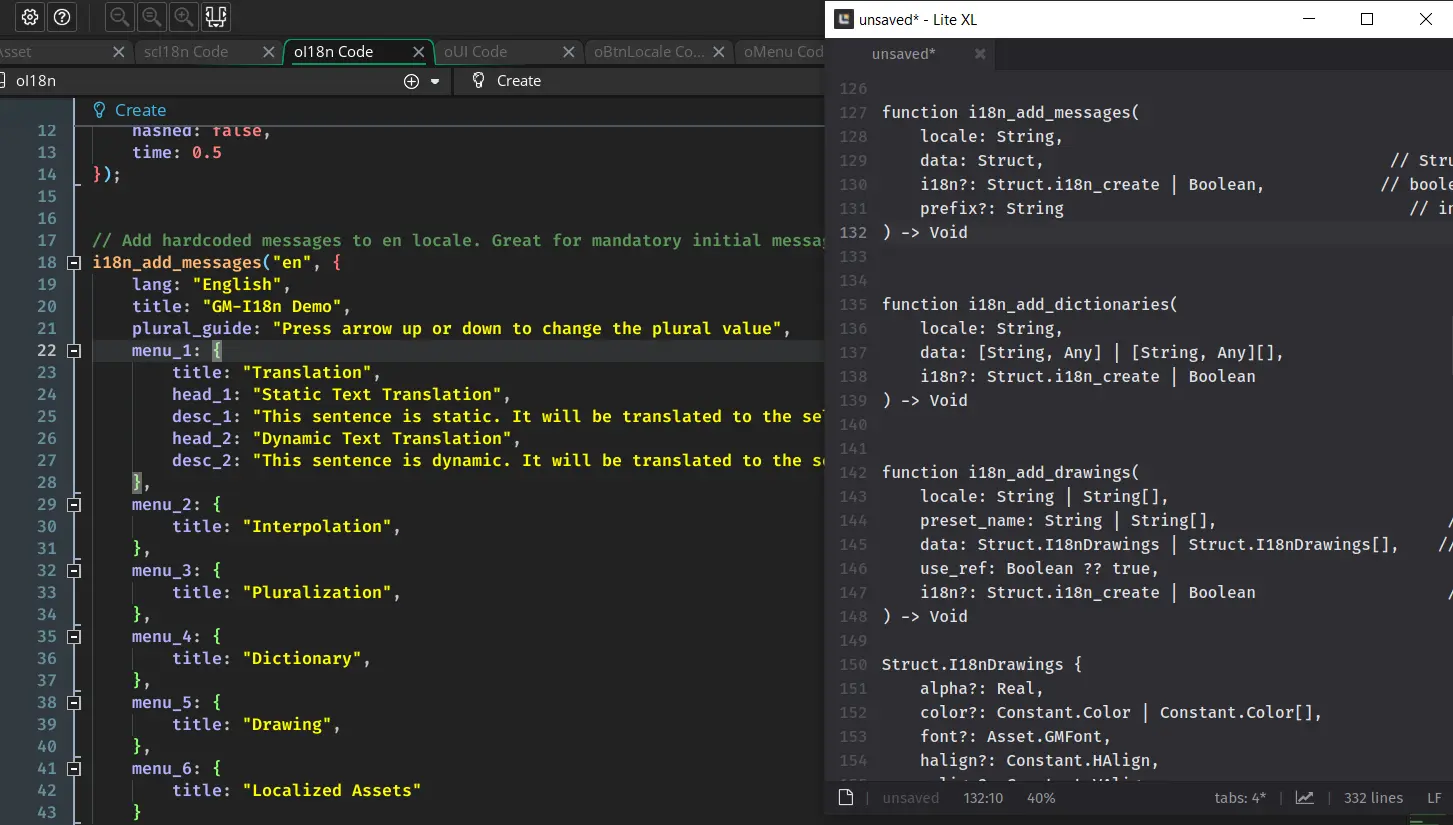 Asset
scI18n Code
oI18n Code
oUI Code
oBtnLocale Co...
oMenu Cod
oI18n
Create
Create
12 hashed: false,
13 time: 0.5
14 });
15
16
17 // Add hardcoded messages to en locale. Great for mandatory initial messag
18 i18n_add_messages("en", {
19 lang: "English",
20 title: "GM-I18n Demo",
21 plural_guide: "Press arrow up or down to change the plural value",
22 menu_1: {
23 title: "Translation",
24 head_1: "Static Text Translation",
25 desc_1: "This sentence is static. It will be translated to the sel
26 head_2: "Dynamic Text Translation",
27 desc_2: "This sentence is dynamic. It will be translated to the se
28 },
29 menu_2: {
30 title: "Interpolation",
31 },
32 menu_3: {
33 title: "Pluralization",
34 },
35 menu_4: {
36 title: "Dictionary",
37 },
38 menu_5: {
39 title: "Drawing",
40 },
41 menu_6: {
42 title: "Localized Assets"
43 }
unsaved* - Lite XL
unsaved*
126
127 function i18n_add_messages(
128 locale: String,
129 data: Struct, // Stru
130 i18n?: Struct.i18n_create | Boolean, // boole
131 prefix?: String // in
132 ) -> Void
133
134
135 function i18n_add_dictionaries(
136 locale: String,
137 data: [String, Any] | [String, Any][],
138 i18n?: Struct.i18n_create | Boolean
139 ) -> Void
140
141
142 function i18n_add_drawings(
143 locale: String | String[],
144 preset_name: String | String[], /
145 data: Struct.I18nDrawings | Struct.I18nDrawings[], //
146 use_ref: Boolean ?? true,
147 i18n?: Struct.i18n_create | Boolean /
148 ) -> Void
149
150 Struct.I18nDrawings {
151 alpha?: Real,
152 color?: Constant.Color | Constant.Color[],
153 font?: Asset.GMFont,
154 halign?: Constant.HAlign,
unsaved 132:10 40% tabs: 4* 332 lines LF